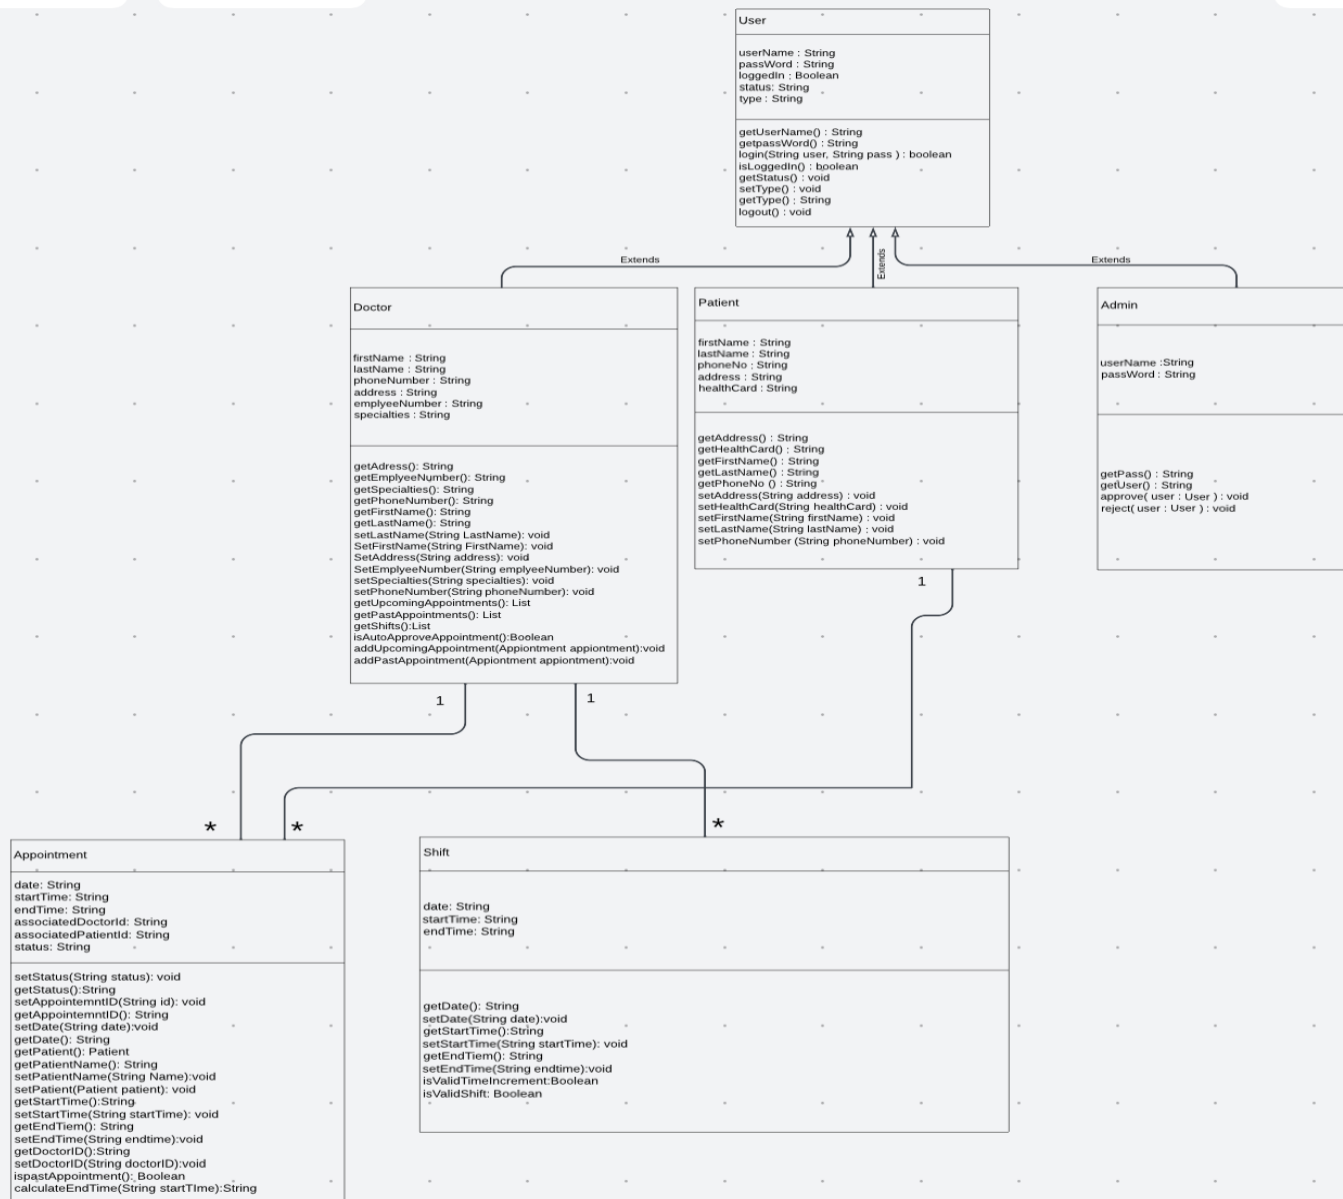 User
userName : String
passWord : String
loggedIn : Boolean
status: String
type : String
getUserName() : String
getpassWord() : String
login(String user, String pass ) : boolean
isLoggedIn() : boolean
getStatus() : void
setType() : void
getType() : String
logout() : void
Extends
Extends
Extends
Doctor
firstName : String
lastName : String
phoneNumber : String
address : String
emplyeeNumber : String
specialties : String
getAdress(): String
getEmplyeeNumber(): String
getSpecialties(): String
getPhoneNumber(): String
getFirstName(): String
getLastName(): String
setLastName(String LastName): void
SetFirstName(String FirstName): void
SetAddress(String address): void
SetEmplyeeNumber(String emplyeeNumber): void
setSpecialties(String specialties): void
setPhoneNumber(String phoneNumber): void
getUpcomingAppointments(): List
getPastAppointments(): List
getShifts():List
isAutoApproveAppointment():Boolean
addUpcomingAppointment(Appiontment appiontment):void
addPastAppointment(Appiontment appiontment):void
Patient
firstName : String
lastName : String
phoneNo : String
address : String
healthCard : String
getAddress() : String
getHealthCard() : String
getFirstName() : String
getLastName() : String
getPhoneNo () : String
setAddress(String address) : void
setHealthCard(String healthCard) : void
setFirstName(String firstName) : void
setLastName(String lastName) : void
setPhoneNumber (String phoneNumber) : void
Admin
userName :String
passWord : String
getPass() : String
getUser() : String
approve( user : User ) : void
reject( user : User ) : void
1
1
1
*
*
*
Appointment
date: String
startTime: String
endTime: String
associatedDoctorId: String
associatedPatientId: String
status: String
setStatus(String status): void
getStatus():String
setAppointemntID(String id): void
getAppointemntID(): String
setDate(String date):void
getDate(): String
getPatient(): Patient
getPatientName(): String
setPatientName(String Name):void
setPatient(Patient patient): void
getStartTime():String
setStartTime(String startTime): void
getEndTiem(): String
setEndTime(String endtime):void
getDoctorID():String
setDoctorID(String doctorID):void
ispastAppointment(): Boolean
calculateEndTime(String startTIme):String
Shift
date: String
startTime: String
endTime: String
getDate(): String
setDate(String date):void
getStartTime():String
setStartTime(String startTime): void
getEndTiem(): String
setEndTime(String endtime):void
isValidTimeIncrement:Boolean
isValidShift: Boolean